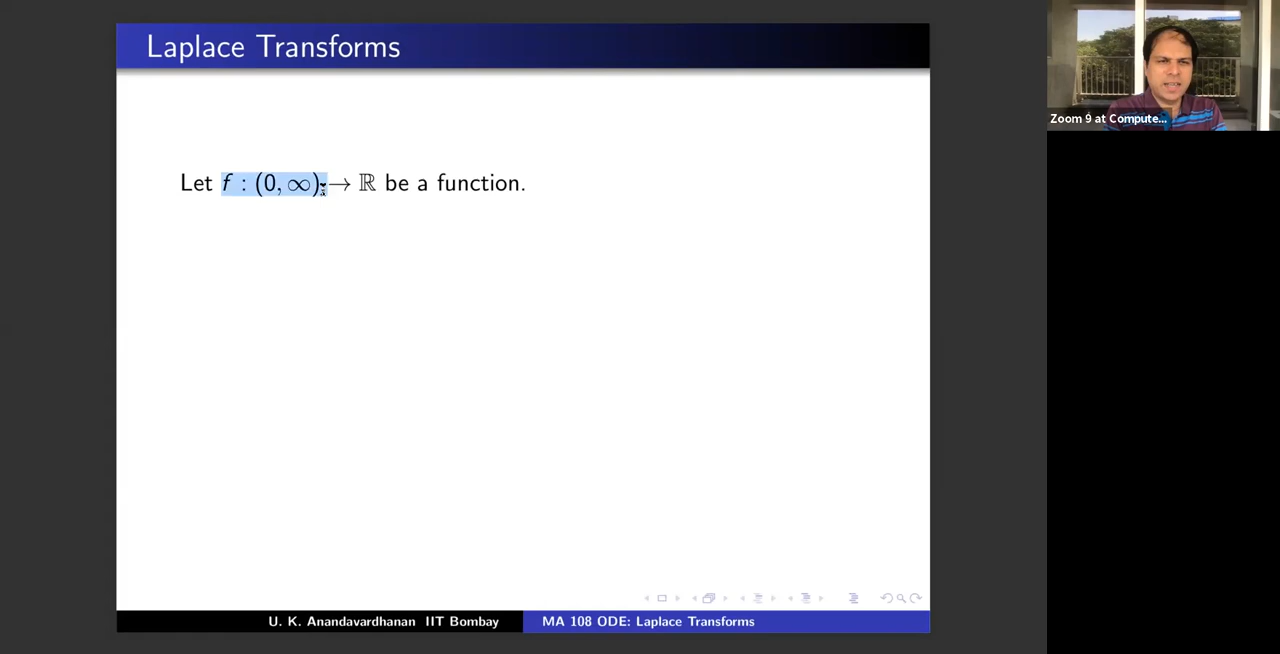 Laplace Transforms
Zoom 9 at Compute...
Let f : (0, ∞) → ℝ be a function.
U. K. Anandavardhanan IIT Bombay
MA 108 ODE: Laplace Transforms